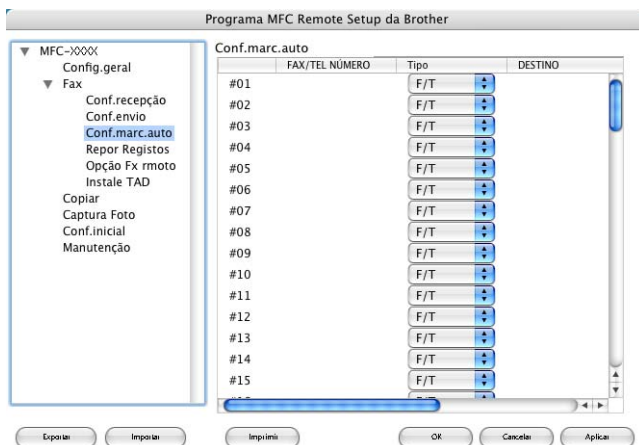 Programa MFC Remote Setup da Brother
MFC-XXXX
Config.geral
Fax
Conf.recepção
Conf.envio
Conf.marc.auto
Repor Registos
Opção Fx rmoto
Instale TAD
Copiar
Captura Foto
Conf.inicial
Manutenção
Conf.marc.auto
FAX/TEL NÚMERO Tipo DESTINO
#01 F/T
#02 F/T
#03 F/T
#04 F/T
#05 F/T
#06 F/T
#07 F/T
#08 F/T
#09 F/T
#10 F/T
#11 F/T
#12 F/T
#13 F/T
#14 F/T
#15 F/T
Exportar Importar Imprimir OK Cancelar Aplicar